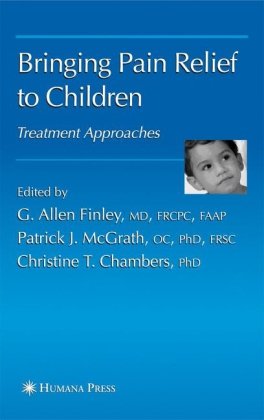 Bringing Pain Relief
to Children
Treatment Approaches
Edited by
G. Allen Finley, MD, FRCPC, FAAP
Patrick J. McGrath, OC, PhD, FRSC
Christine T. Chambers, PhD
HUMANA PRESS